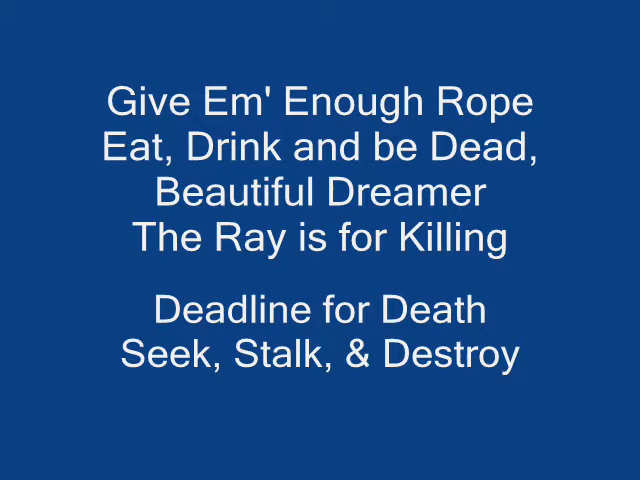 Give Em' Enough Rope
Eat, Drink and be Dead,
Beautiful Dreamer
The Ray is for Killing
Deadline for Death
Seek, Stalk, & Destroy